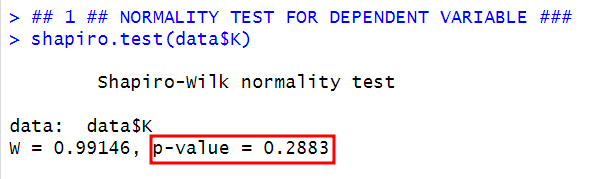 > ## 1 ## NORMALITY TEST FOR DEPENDENT VARIABLE ###
> shapiro.test(data$K)
Shapiro-Wilk normality test
data:  data$K
W = 0.99146, p-value = 0.2883